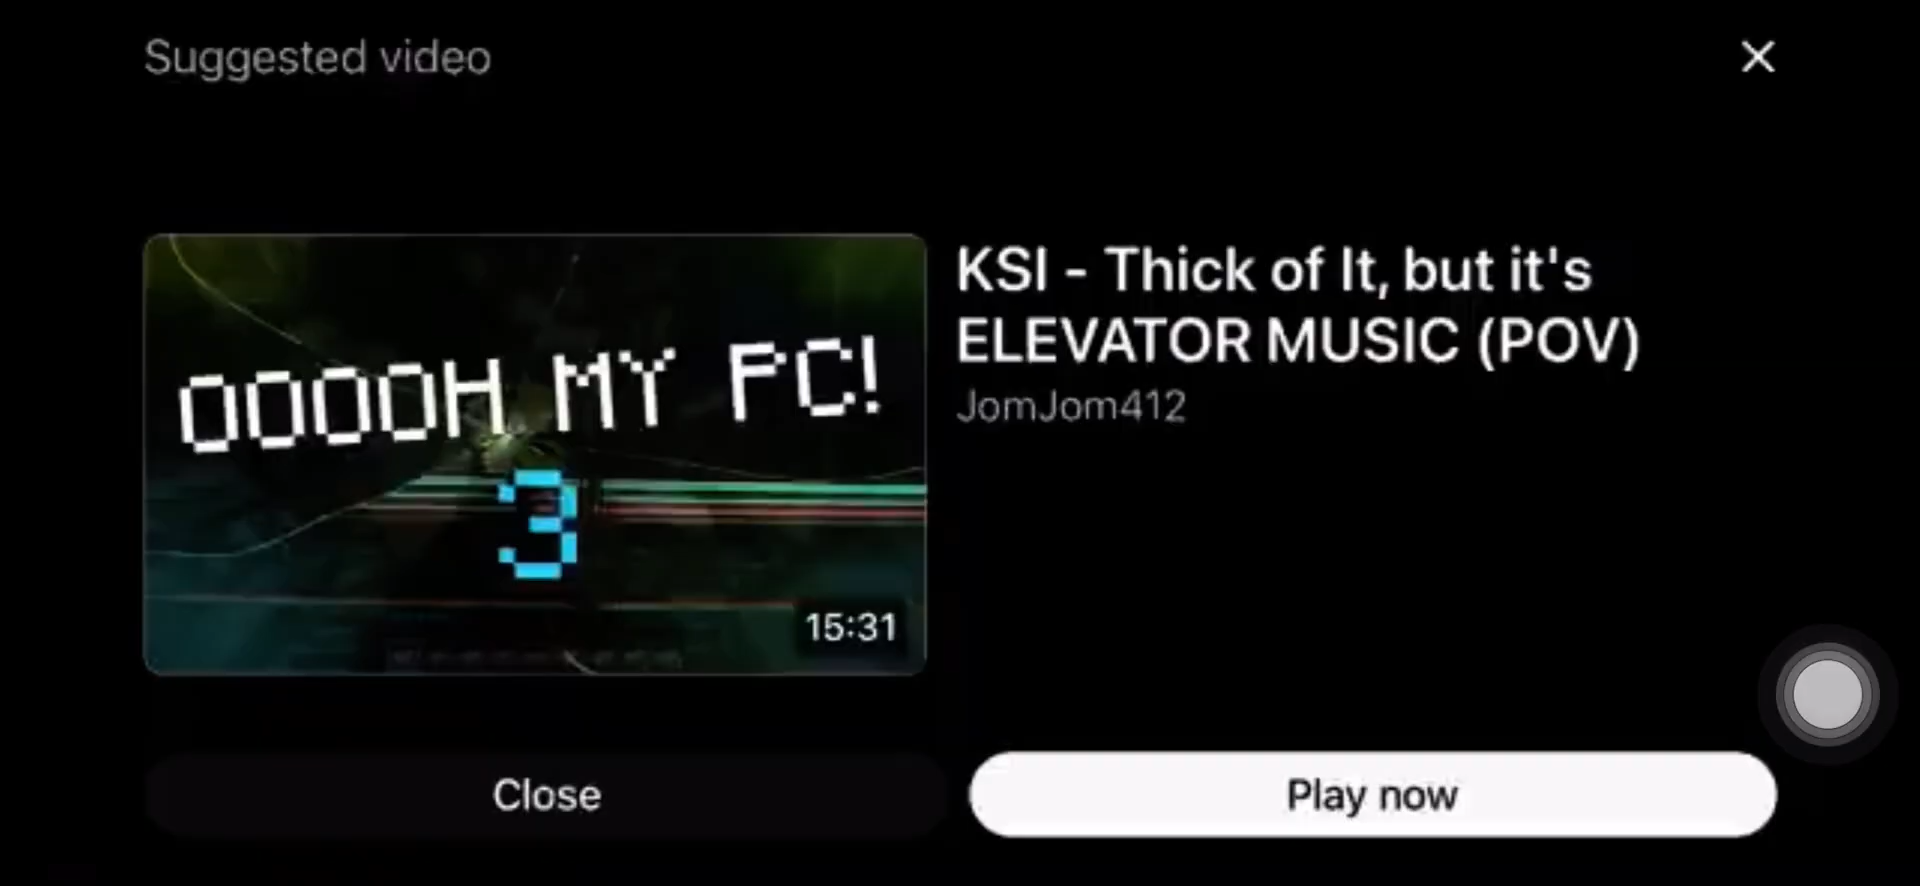 Suggested video
OOOOH MY PC!
3
15:31
KSI - Thick of It, but it's
ELEVATOR MUSIC (POV)
JomJom412
Close
Play now